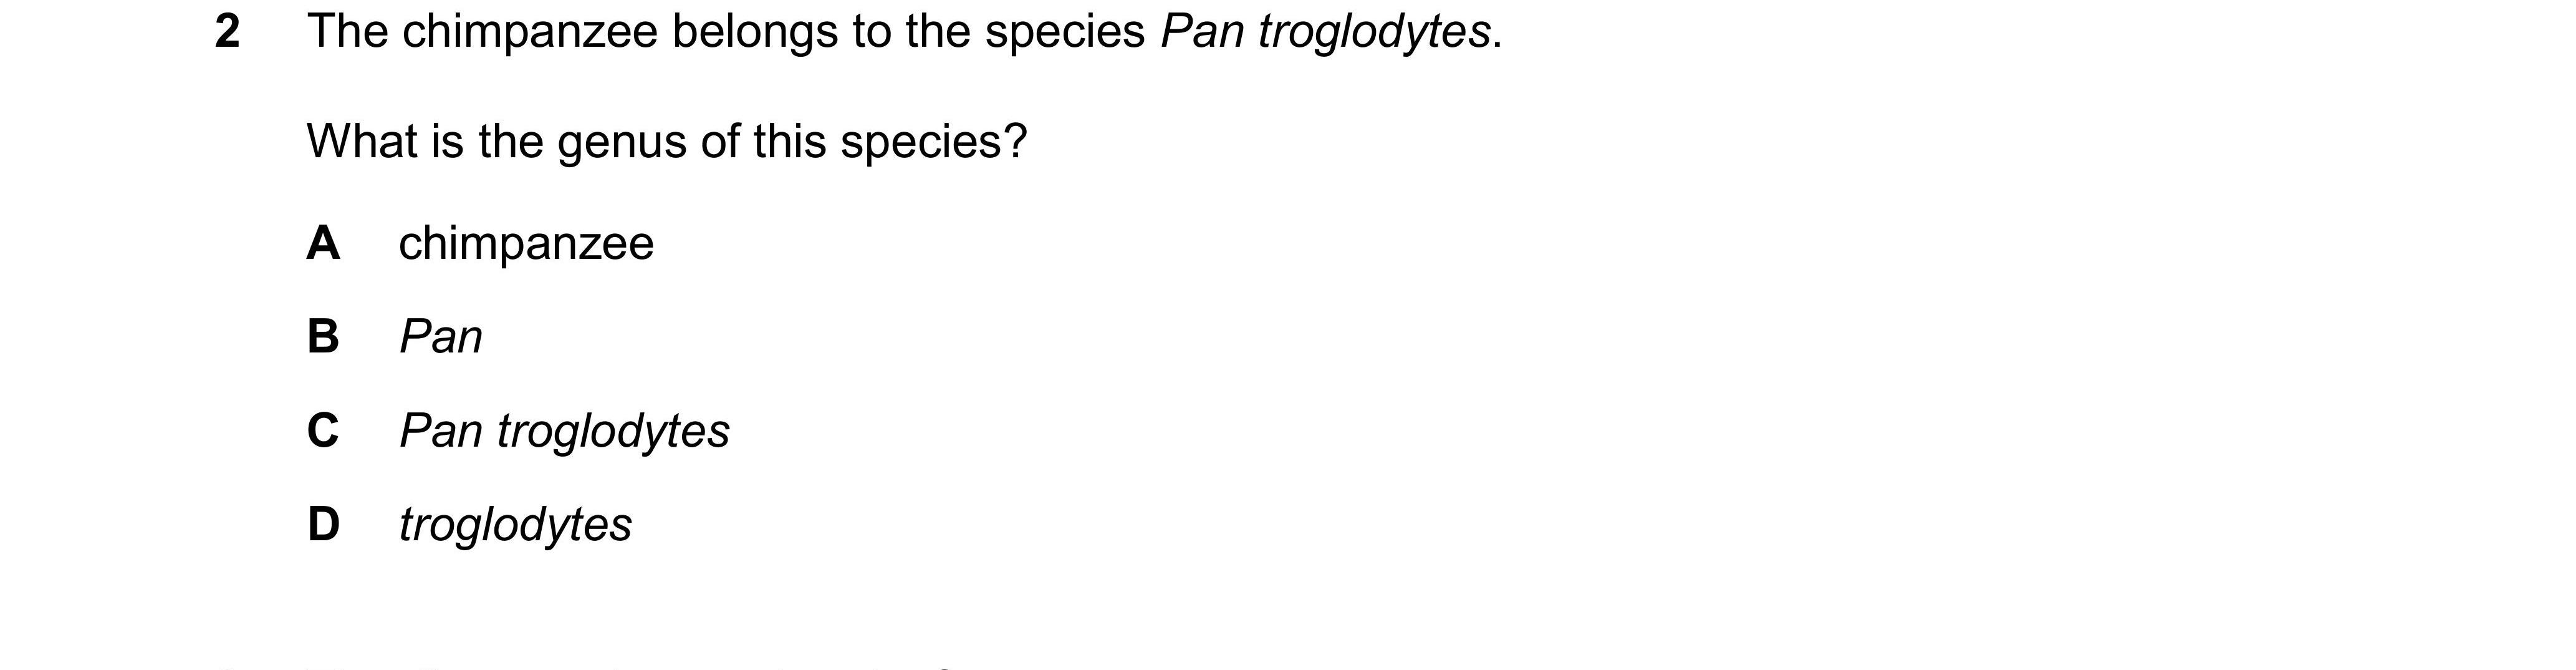 2 The chimpanzee belongs to the species Pan troglodytes.
What is the genus of this species?
A chimpanzee
B Pan
C Pan troglodytes
D troglodytes